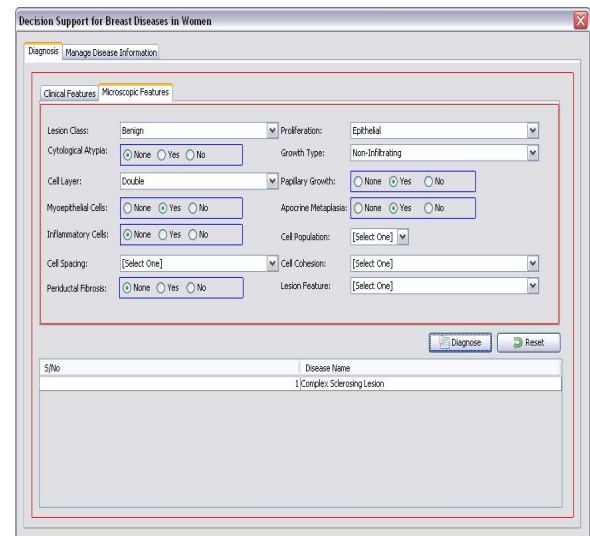 Decision Support for Breast Diseases in Women
Diagnosis Manage Disease Information
Clinical Features Microscopic Features
Lesion Class: Benign Proliferation: Epithelial
Cytological Atypia: None Yes No Growth Type: Non-Infiltrating
Cell Layer: Double Papillary Growth: None Yes No
Myoepithelial Cells: None Yes No Apocrine Metaplasia: None Yes No
Inflammatory Cells: None Yes No Cell Population: [Select One]
Cell Spacing: [Select One] Cell Cohesion: [Select One]
Periductal Fibrosis: None Yes No Lesion Feature: [Select One]
Diagnose Reset
S/No Disease Name
1 Complex Sclerosing Lesion